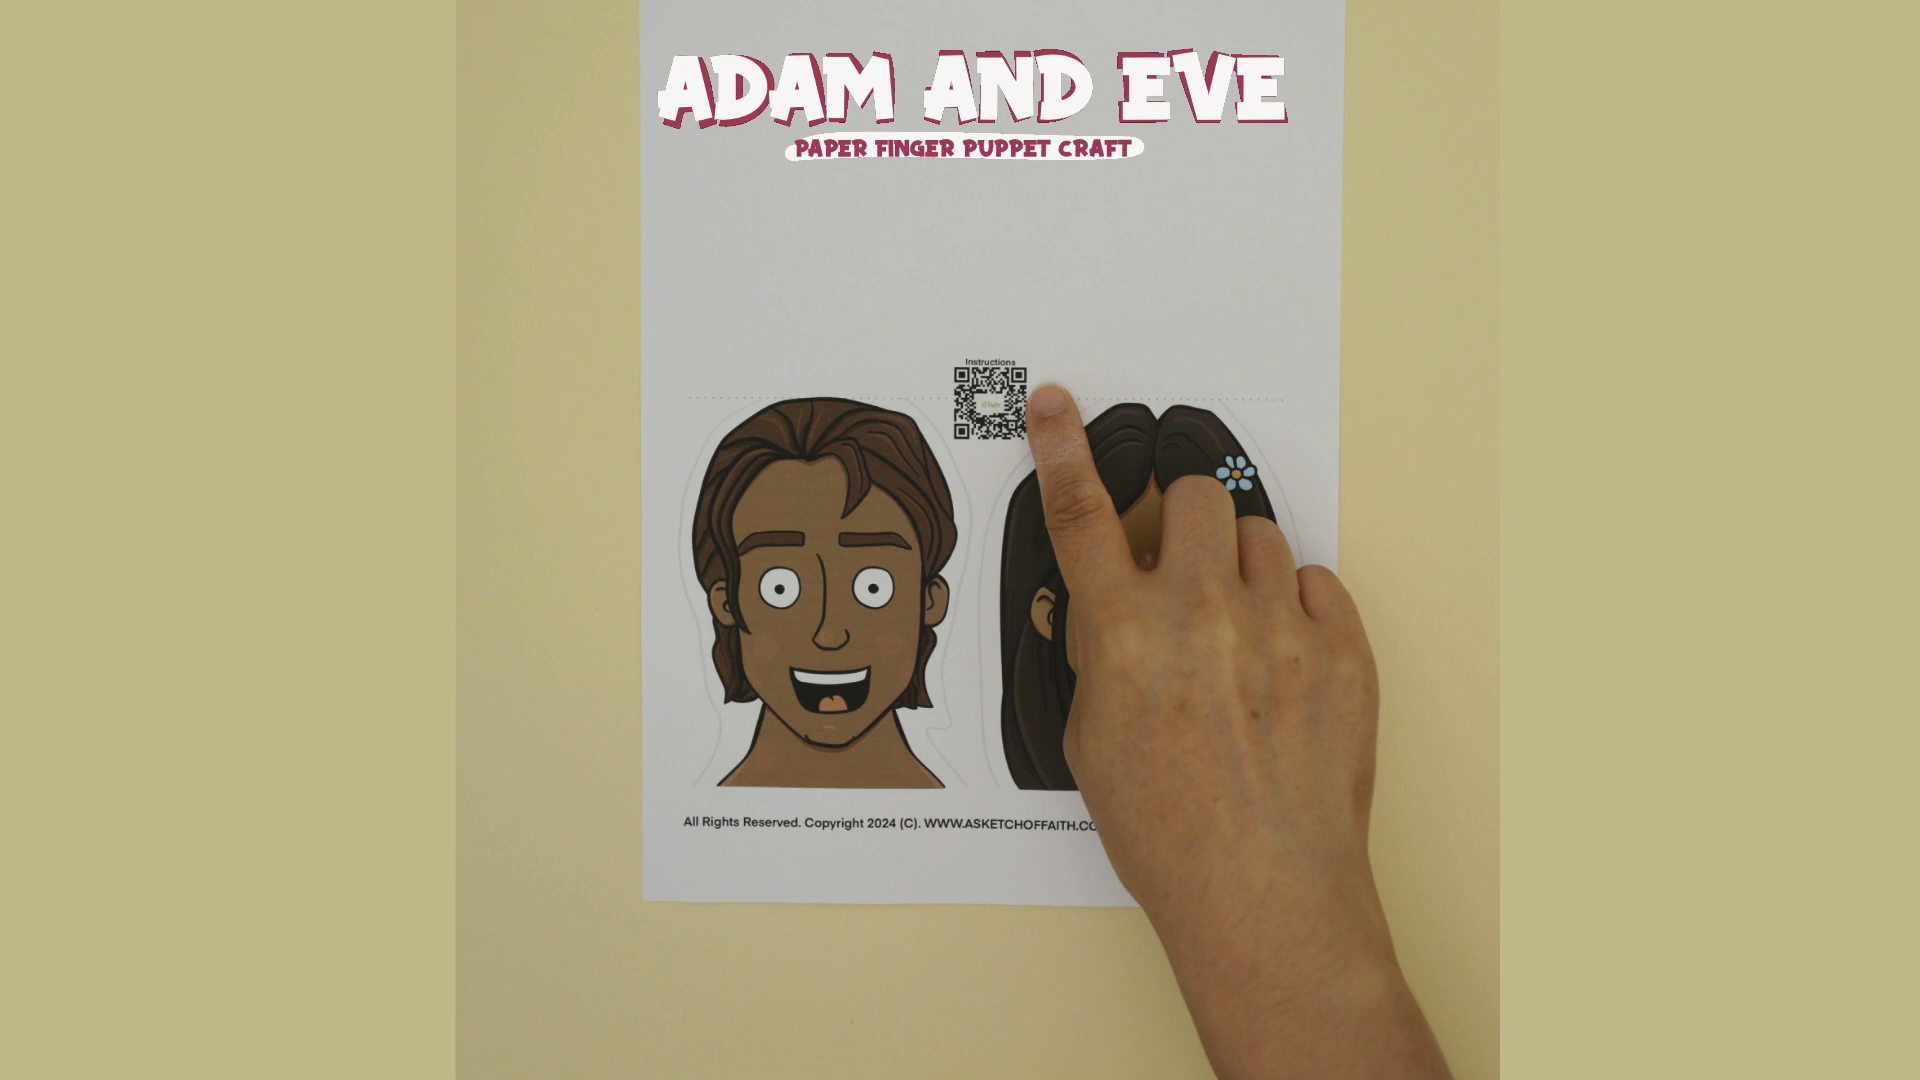 ADAM AND EVE
PAPER FINGER PUPPET CRAFT
Instructions
All Rights Reserved. Copyright 2024 (C). WWW.ASKETCHOFFAITH.CO